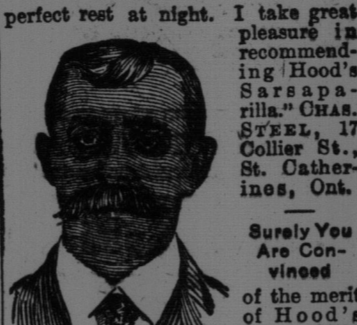 perfect rest at night. I take great
pleasure in
recommend-
ing Hood's
Sarsapa-
rilla." CHAS.
STEEL, 17
Collier St.,
St. Cather-
ines, Ont.
Surely You
Are Con-
vinced
of the merit
of Hood's